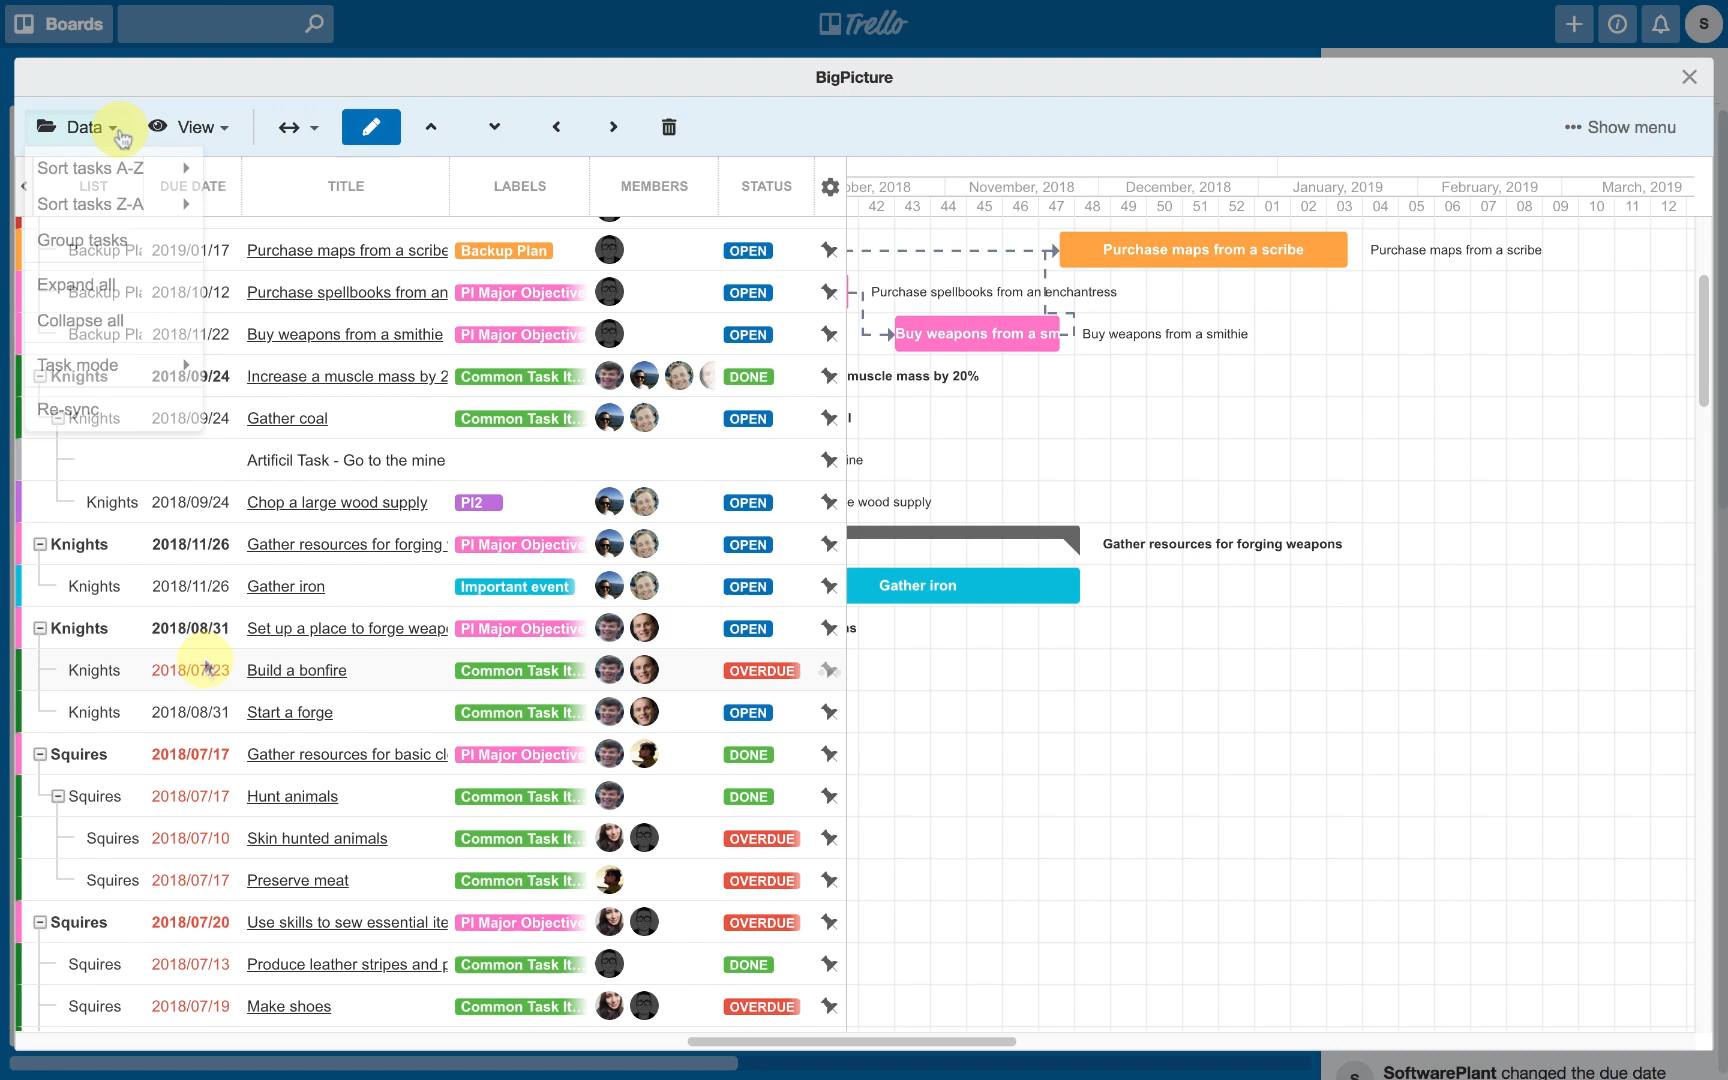 Boards
Trello
S
BigPicture
Data
View
Show menu
Sort tasks A-Z
Sort tasks Z-A
Group tasks
Expand all
Collapse all
Task mode
Re-sync
LIST DUE DATE TITLE LABELS MEMBERS STATUS
ober, 2018 November, 2018 December, 2018 January, 2019 February, 2019 March, 2019
42 43 44 45 46 47 48 49 50 51 52 01 02 03 04 05 06 07 08 09 10 11 12
Backup Pla 2019/01/17 Purchase maps from a scribe Backup Plan OPEN Purchase maps from a scribe Purchase maps from a scribe
Backup Pla 2018/10/12 Purchase spellbooks from an PI Major Objective OPEN Purchase spellbooks from an enchantress
Backup Pla 2018/11/22 Buy weapons from a smithie PI Major Objective OPEN Buy weapons from a sm Buy weapons from a smithie
Knights 2018/09/24 Increase a muscle mass by 2 Common Task It... DONE muscle mass by 20%
Knights 2018/09/24 Gather coal Common Task It... OPEN l
Artificil Task - Go to the mine ine
Knights 2018/09/24 Chop a large wood supply PI2 OPEN e wood supply
Knights 2018/11/26 Gather resources for forging PI Major Objective OPEN Gather resources for forging weapons
Knights 2018/11/26 Gather iron Important event OPEN Gather iron
Knights 2018/08/31 Set up a place to forge weap PI Major Objective OPEN ns
Knights 2018/07/23 Build a bonfire Common Task It... OVERDUE
Knights 2018/08/31 Start a forge Common Task It... OPEN
Squires 2018/07/17 Gather resources for basic cl PI Major Objective DONE
Squires 2018/07/17 Hunt animals Common Task It... DONE
Squires 2018/07/10 Skin hunted animals Common Task It... OVERDUE
Squires 2018/07/17 Preserve meat Common Task It... OVERDUE
Squires 2018/07/20 Use skills to sew essential ite PI Major Objective OVERDUE
Squires 2018/07/13 Produce leather stripes and p Common Task It... DONE
Squires 2018/07/19 Make shoes Common Task It... OVERDUE
S SoftwarePlant changed the due date